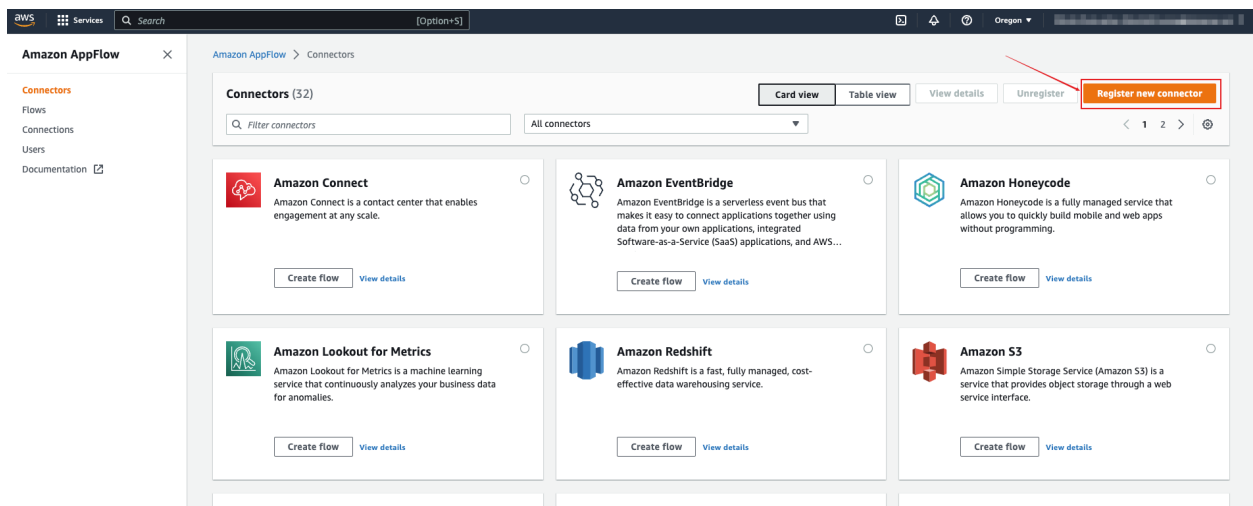 aws
Services
Search
[Option+S]
Oregon
Amazon AppFlow
Connectors
Flows
Connections
Users
Documentation
Amazon AppFlow > Connectors
Connectors (32)
Card view
Table view
View details
Unregister
Register new connector
Filter connectors
All connectors
1 2
Amazon Connect
Amazon Connect is a contact center that enables
engagement at any scale.
Create flow
View details
Amazon EventBridge
Amazon EventBridge is a serverless event bus that
makes it easy to connect applications together using
data from your own applications, integrated
Software-as-a-Service (SaaS) applications, and AWS...
Create flow
View details
Amazon Honeycode
Amazon Honeycode is a fully managed service that
allows you to quickly build mobile and web apps
without programming.
Create flow
View details
Amazon Lookout for Metrics
Amazon Lookout for Metrics is a machine learning
service that continuously analyzes your business data
for anomalies.
Create flow
View details
Amazon Redshift
Amazon Redshift is a fast, fully managed, cost-
effective data warehousing service.
Create flow
View details
Amazon S3
Amazon Simple Storage Service (Amazon S3) is a
service that provides object storage through a web
service interface.
Create flow
View details